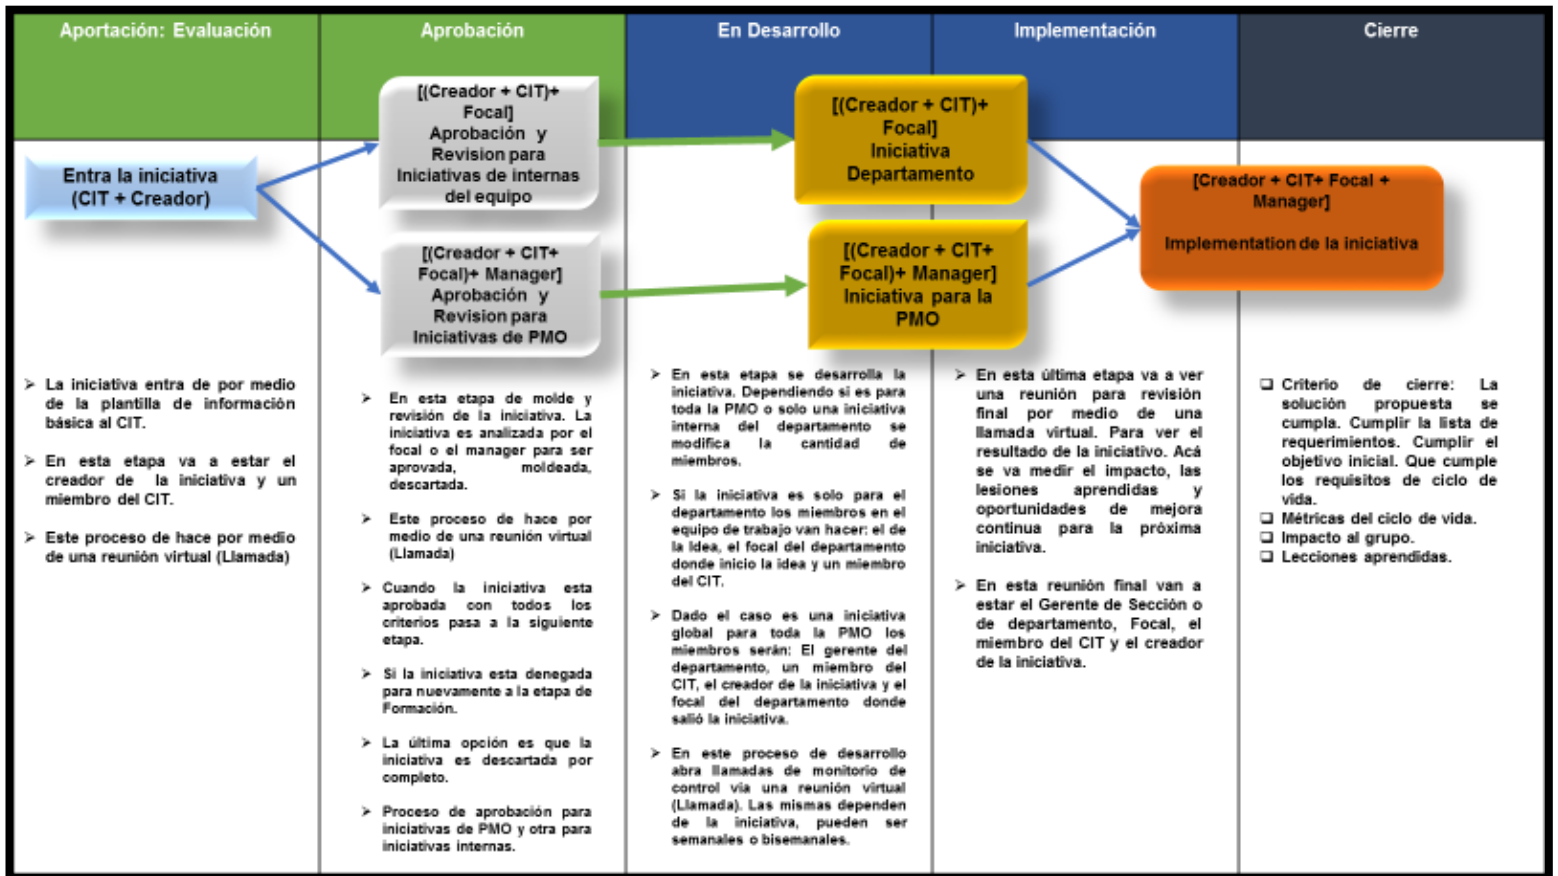 Aportación: Evaluación
Aprobación
En Desarrollo
Implementación
Cierre
Entra la iniciativa
(CIT + Creador)
[(Creador + CIT)+
Focal]
Aprobación y
Revision para
Iniciativas de internas
del equipo
[(Creador + CIT+
Focal)+ Manager]
Aprobación y
Revision para
Iniciativas de PMO
[(Creador + CIT)+
Focal]
Iniciativa
Departamento
[(Creador + CIT+
Focal)+ Manager]
Iniciativa para la
PMO
[Creador + CIT+ Focal +
Manager]
Implementation de la iniciativa
➢ La iniciativa entra de por medio
de la plantilla de información
básica al CIT.
➢ En esta etapa va a estar el
creador de la iniciativa y un
miembro del CIT.
➢ Este proceso de hace por medio
de una reunión virtual (Llamada)
➢ En esta etapa de molde y
revisión de la iniciativa. La
iniciativa es analizada por el
focal o el manager para ser
aprovada, moldeada,
descartada.
➢ Este proceso de hace por
medio de una reunión virtual
(Llamada)
➢ Cuando la iniciativa esta
aprobada con todos los
criterios pasa a la siguiente
etapa.
➢ Si la iniciativa esta denegada
para nuevamente a la etapa de
Formación.
➢ La última opción es que la
iniciativa es descartada por
completo.
➢ Proceso de aprobación para
iniciativas de PMO y otra para
iniciativas internas.
➢ En esta etapa se desarrolla la
iniciativa. Dependiendo si es para
toda la PMO o solo una iniciativa
interna del departamento se
modifica la cantidad de
miembros.
➢ Si la iniciativa es solo para el
departamento los miembros en el
equipo de trabajo van hacer: el de
la Idea, el focal del departamento
donde inicio la idea y un miembro
del CIT.
➢ Dado el caso es una iniciativa
global para toda la PMO los
miembros serán: El gerente del
departamento, un miembro del
CIT, el creador de la iniciativa y el
focal del departamento donde
salió la iniciativa.
➢ En este proceso de desarrollo
abra llamadas de monitorio de
control via una reunión virtual
(Llamada). Las mismas dependen
de la iniciativa, pueden ser
semanales o bisemanales.
➢ En esta última etapa va a ver
una reunión para revisión
final por medio de una
llamada virtual. Para ver el
resultado de la iniciativo. Acá
se va medir el impacto, las
lesiones aprendidas y
oportunidades de mejora
continua para la próxima
iniciativa.
➢ En esta reunión final van a
estar el Gerente de Sección o
de departamento, Focal, el
miembro del CIT y el creador
de la iniciativa.
❑ Criterio de cierre: La
solución propuesta se
cumpla. Cumplir la lista de
requerimientos. Cumplir el
objetivo inicial. Que cumple
los requisitos de ciclo de
vida.
❑ Métricas del ciclo de vida.
❑ Impacto al grupo.
❑ Lecciones aprendidas.